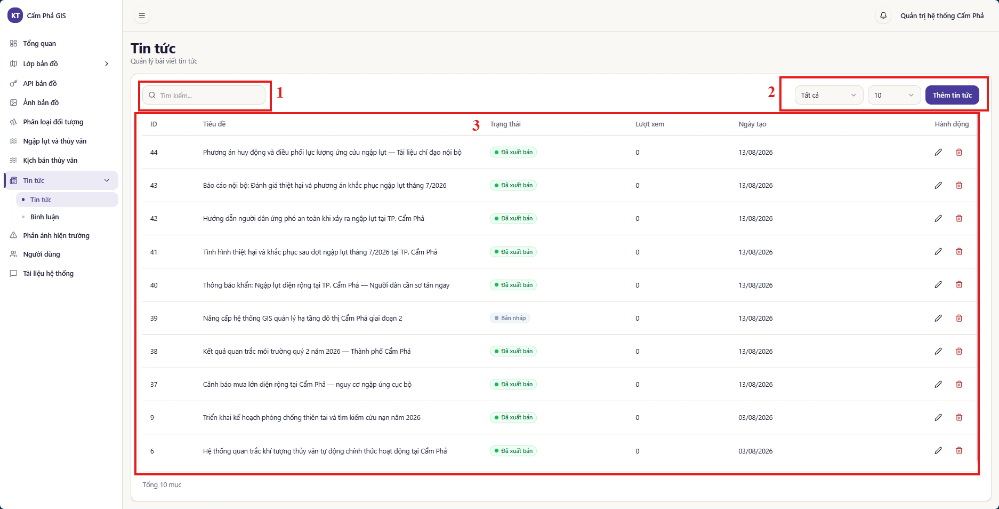 KT Cẩm Phả GIS
Quản trị hệ thống Cẩm Phả
Tổng quan
Lớp bản đồ
API bản đồ
Ảnh bản đồ
Phân loại đối tượng
Ngập lụt và thủy văn
Kịch bản thủy văn
Tin tức
Tin tức
Bình luận
Phản ánh hiện trường
Người dùng
Tài liệu hệ thống
Tin tức
Quản lý bài viết tin tức
Tìm kiếm... 1 2 Tất cả 10 Thêm tin tức
ID Tiêu đề 3 Trạng thái Lượt xem Ngày tạo Hành động
44 Phương án huy động và điều phối lực lượng ứng cứu ngập lụt — Tài liệu chỉ đạo nội bộ Đã xuất bản 0 13/08/2026
43 Báo cáo nội bộ: Đánh giá thiệt hại và phương án khắc phục ngập lụt tháng 7/2026 Đã xuất bản 0 13/08/2026
42 Hướng dẫn người dân ứng phó an toàn khi xảy ra ngập lụt tại TP. Cẩm Phả Đã xuất bản 0 13/08/2026
41 Tình hình thiệt hại và khắc phục sau đợt ngập lụt tháng 7/2026 tại TP. Cẩm Phả Đã xuất bản 0 13/08/2026
40 Thông báo khẩn: Ngập lụt diện rộng tại TP. Cẩm Phả — Người dân cần sơ tán ngay Đã xuất bản 0 13/08/2026
39 Nâng cấp hệ thống GIS quản lý hạ tầng đô thị Cẩm Phả giai đoạn 2 Bản nháp 0 13/08/2026
38 Kết quả quan trắc môi trường quý 2 năm 2026 — Thành phố Cẩm Phả Đã xuất bản 0 13/08/2026
37 Cảnh báo mưa lớn diện rộng tại Cẩm Phả — nguy cơ ngập úng cục bộ Đã xuất bản 0 13/08/2026
9 Triển khai kế hoạch phòng chống thiên tai và tìm kiếm cứu nạn năm 2026 Đã xuất bản 0 03/08/2026
6 Hệ thống quan trắc khí tượng thủy văn tự động chính thức hoạt động tại Cẩm Phả Đã xuất bản 0 03/08/2026
Tổng 10 mục